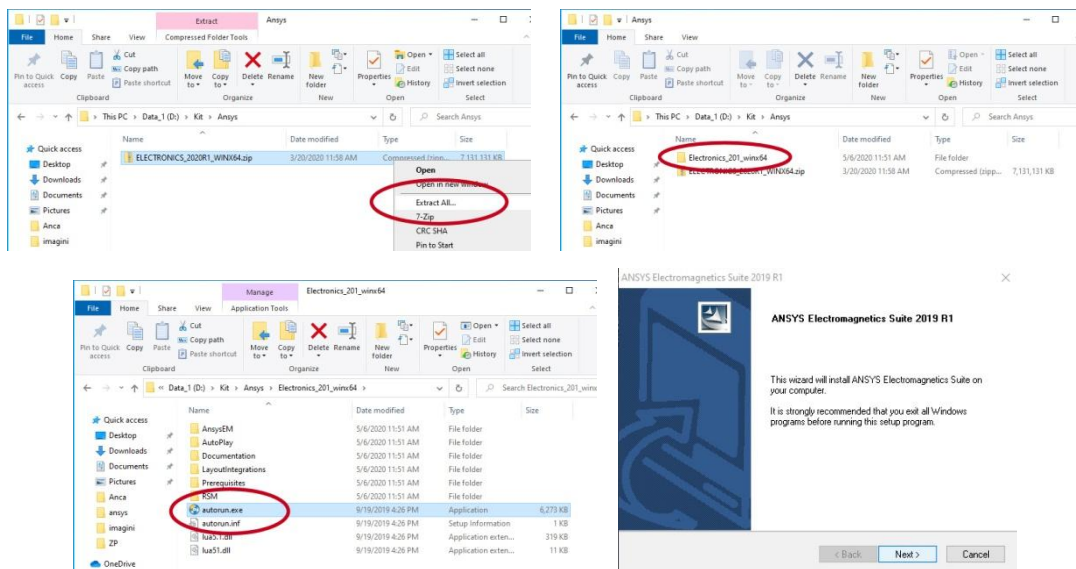 Extract Ansys
File Home Share View Compressed Folder Tools
Pin to Quick access Copy Paste Cut Copy path Paste shortcut Move to Copy to Delete Rename New folder Properties Open Edit History Select all Select none Invert selection
Clipboard Organize New Open Select
This PC > Data_1 (D:) > Kit > Ansys Search Ansys
Name Date modified Type Size
Quick access
ELECTRONICS_2020R1_WINX64.zip 3/20/2020 11:58 AM Compressed (zipp... 7,131,131 KB
Desktop
Downloads
Documents
Pictures
Anca
imagini
Open
Open in new window
Extract All...
7-Zip
CRC SHA
Pin to Start
Ansys
File Home Share View
Pin to Quick access Copy Paste Cut Copy path Paste shortcut Move to Copy to Delete Rename New folder Properties Open Edit History Select all Select none Invert selection
Clipboard Organize New Open Select
This PC > Data_1 (D:) > Kit > Ansys Search Ansys
Name Date modified Type Size
Quick access
Electronics_201_winx64 5/6/2020 11:51 AM File folder
ELECTRONICS_2020R1_WINX64.zip 3/20/2020 11:58 AM Compressed (zipp... 7,131,131 KB
Desktop
Downloads
Documents
Pictures
Anca
imagini
Manage Electronics_201_winx64
File Home Share View Application Tools
Pin to Quick access Copy Paste Cut Copy path Paste shortcut Move to Copy to Delete Rename New folder Properties Open Edit History Select all Select none Invert selection
Clipboard Organize New Open Select
« Data_1 (D:) > Kit > Ansys > Electronics_201_winx64 > Search Electronics_201_winx
Name Date modified Type Size
Quick access
Desktop
Downloads
Documents
Pictures
Anca
ansys
imagini
ZP
OneDrive
AnsysEM 5/6/2020 11:51 AM File folder
AutoPlay 5/6/2020 11:51 AM File folder
Documentation 5/6/2020 11:51 AM File folder
LayoutIntegrations 5/6/2020 11:51 AM File folder
Prerequisites 5/6/2020 11:51 AM File folder
RSM 5/6/2020 11:51 AM File folder
autorun.exe 9/19/2019 4:26 PM Application 6,273 KB
autorun.inf 9/19/2019 4:26 PM Setup Information 1 KB
lua5.1.dll 9/19/2019 4:26 PM Application exten... 319 KB
lua51.dll 9/19/2019 4:26 PM Application exten... 11 KB
ANSYS Electromagnetics Suite 2019 R1
ANSYS Electromagnetics Suite 2019 R1
This wizard will install ANSYS Electromagnetics Suite on
your computer.
It is strongly recommended that you exit all Windows
programs before running this setup program.
< Back Next > Cancel